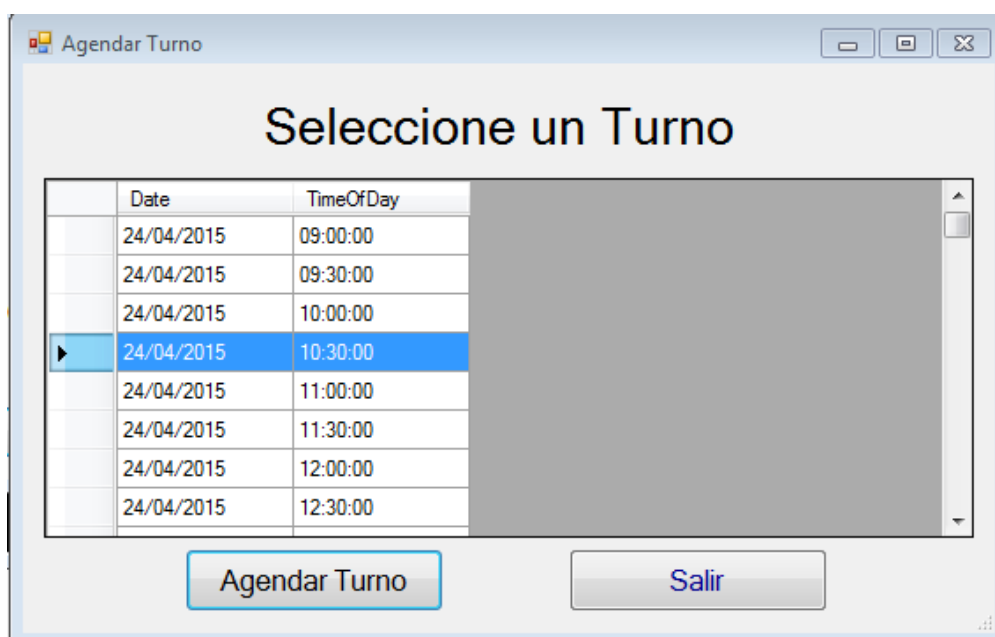 Agendar Turno
Seleccione un Turno
Date TimeOfDay
24/04/2015 09:00:00
24/04/2015 09:30:00
24/04/2015 10:00:00
24/04/2015 10:30:00
24/04/2015 11:00:00
24/04/2015 11:30:00
24/04/2015 12:00:00
24/04/2015 12:30:00
Agendar Turno Salir